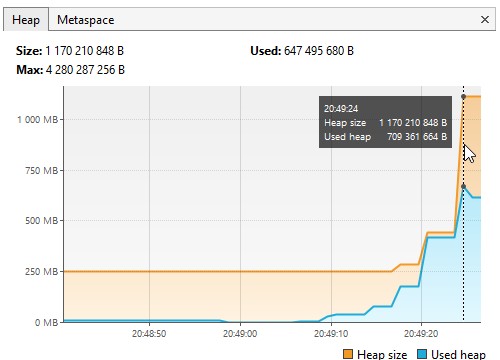 Heap Metaspace ×
Size: 1 170 210 848 B Used: 647 495 680 B
Max: 4 280 287 256 B
20:49:24
Heap size 1 170 210 848 B
Used heap 709 361 664 B
1 000 MB
750 MB
500 MB
250 MB
0 MB
20:48:50 20:49:00 20:49:10 20:49:20
Heap size Used heap